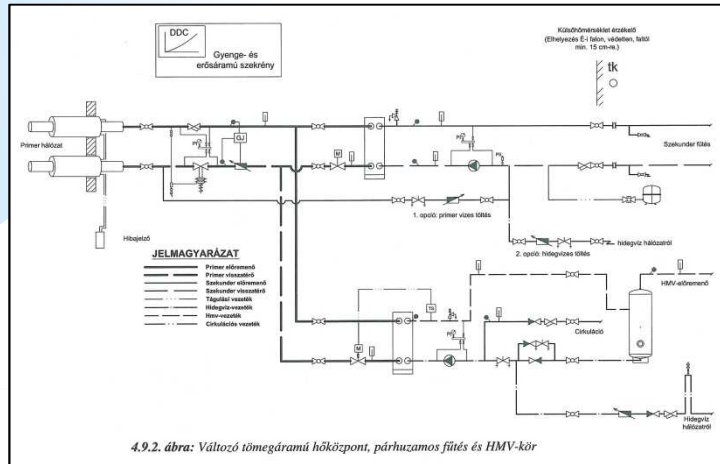 DDC
Gyenge- és
erősáramú szekrény
Külsőhőmérséklet érzékelő
(Elhelyezés É-i falon, védetten, faltól
min. 15 cm-re.)
tk
Primer hálózat
GJ
M
Szekunder fűtés
1. opció: primer vizes töltés
hidegvíz hálózatról
2. opció: hidegvizes töltés
Hibajelző
JELMAGYARÁZAT
Primer előremenő
Primer visszatérő
Szekunder előremenő
Szekunder visszatérő
Tágulási vezeték
Hidegvíz-vezeték
Hmv-vezeték
Cirkulációs vezeték
HMV-előremenő
M
Cirkuláció
Hidegvíz
hálózatról
4.9.2. ábra: Változó tömegáramú hőközpont, párhuzamos fűtés és HMV-kör